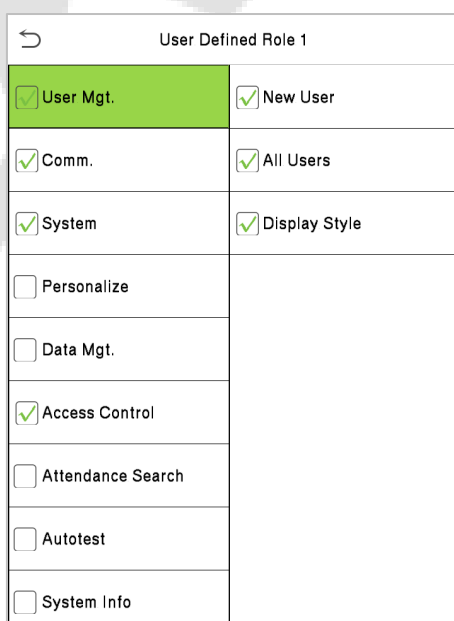 User Defined Role 1
User Mgt.
New User
Comm.
All Users
System
Display Style
Personalize
Data Mgt.
Access Control
Attendance Search
Autotest
System Info